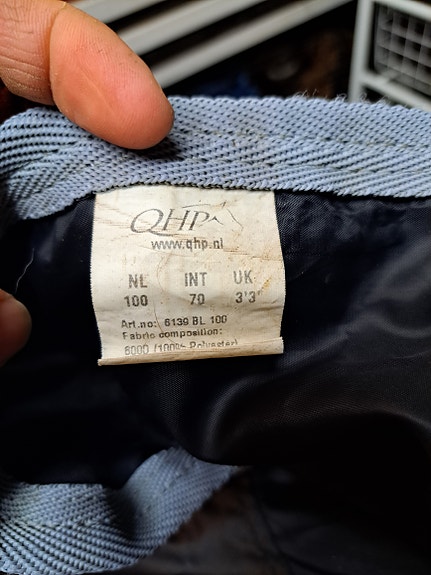 QHP
www.qhp.nl
NL INT UK
100 70 3'3"
Art.no: 6139 BL 100
Fabric composition:
600D /100% Polyester/